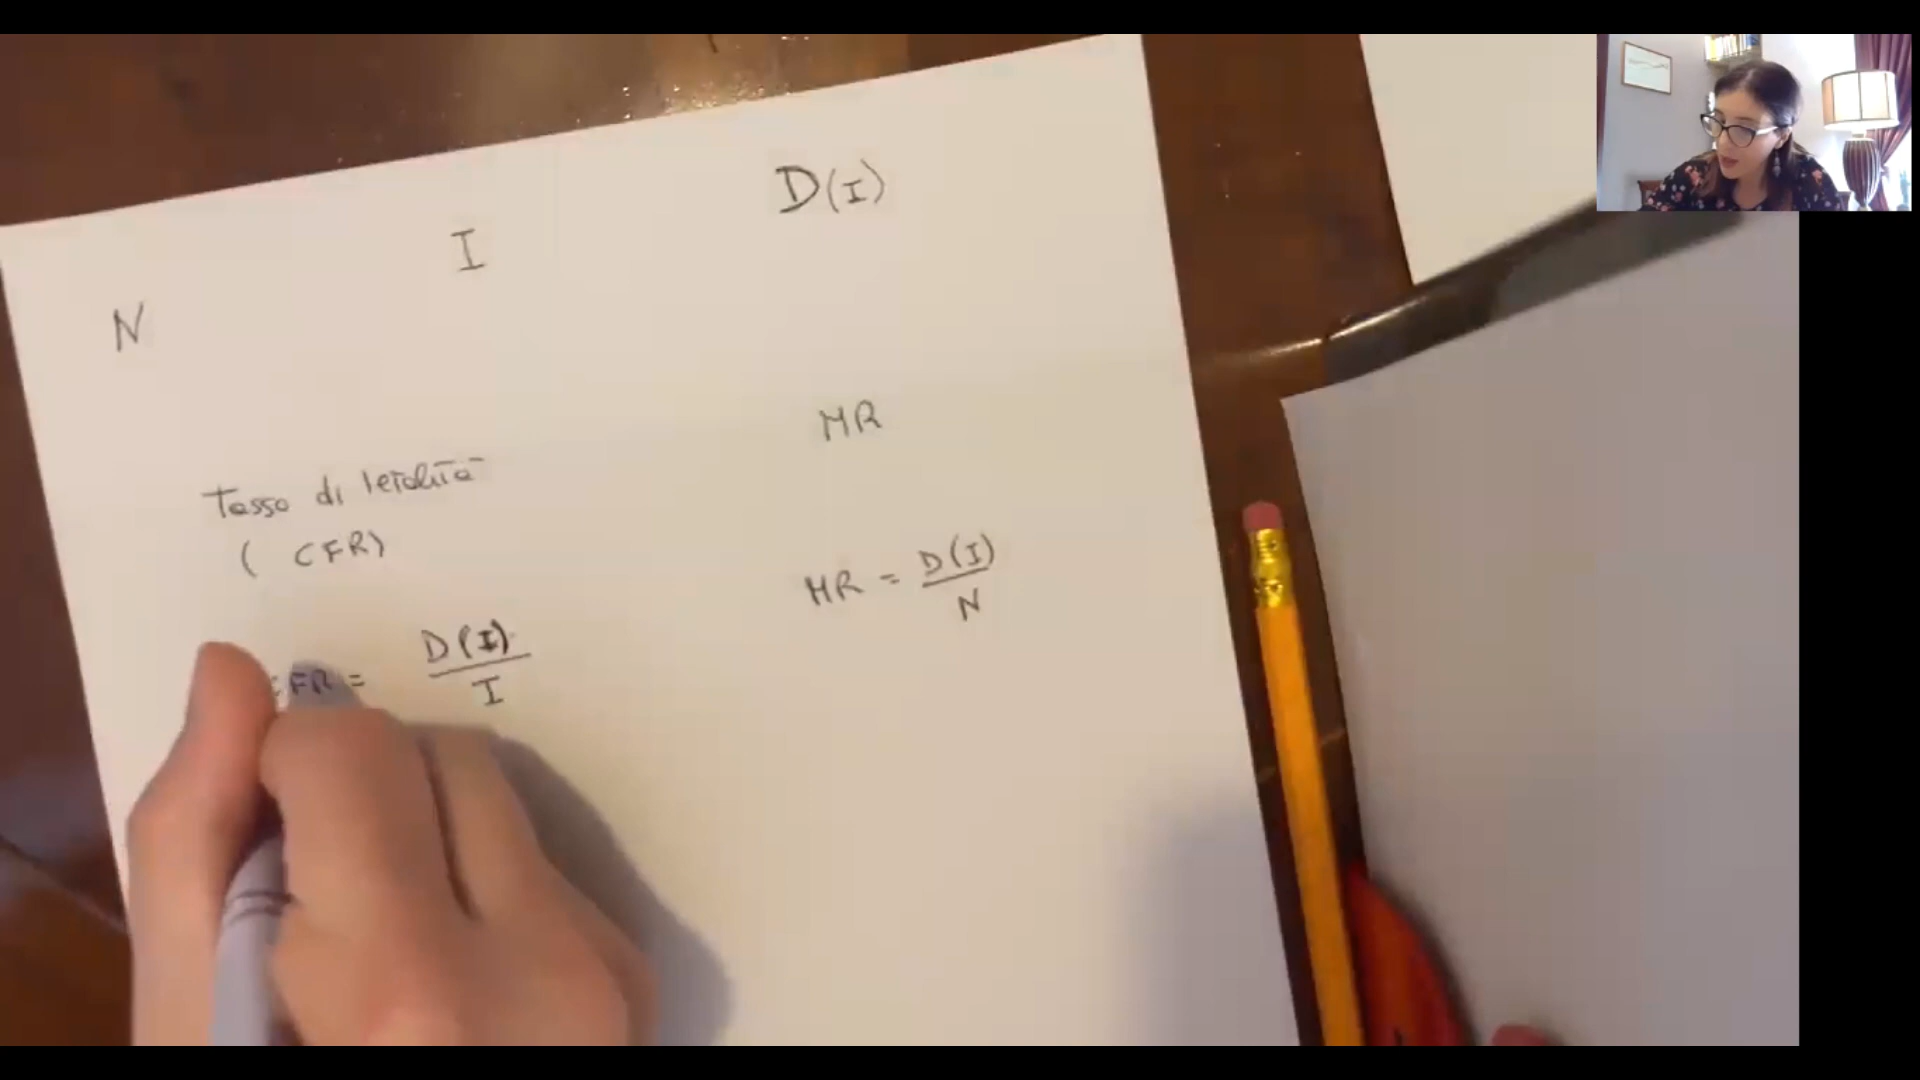 D(I)
I
N
MR
Tasso di letalità
( CFR)
MR = D(I)
N
CFR = D(I)
I